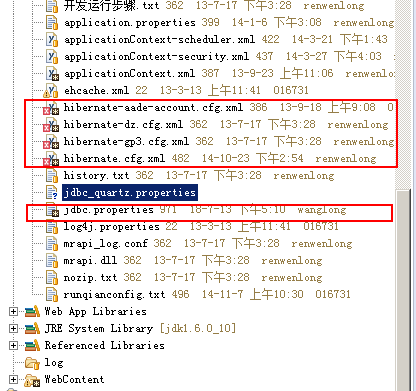 开发运行步骤.txt 362 13-7-17 下午3:28 renwenlong
application.properties 399 14-1-6 下午3:08 renwenlong
applicationContext-scheduler.xml 422 14-3-21 下午1:43
applicationContext-security.xml 437 14-3-27 下午4:03
applicationContext.xml 387 13-9-23 上午11:06 renwenlong
ehcache.xml 22 13-3-13 上午11:41 016731
hibernate-aade-account.cfg.xml 386 13-9-18 上午9:08
hibernate-dz.cfg.xml 362 13-7-17 下午3:28 renwenlong
hibernate-gp3.cfg.xml 362 13-7-17 下午3:28 renwenlong
hibernate.cfg.xml 482 14-10-23 下午2:54 renwenlong
history.txt 362 13-7-17 下午3:28 renwenlong
jdbc_quartz.properties
jdbc.properties 971 18-7-13 下午5:10 wanglong
log4j.properties 22 13-3-13 上午11:41 016731
mrapi_log.conf 362 13-7-17 下午3:28 renwenlong
mrapi.dll 362 13-7-17 下午3:28 renwenlong
nozip.txt 362 13-7-17 下午3:28 renwenlong
runqianconfig.txt 496 14-11-7 上午10:30 016731
Web App Libraries
JRE System Library [jdk1.6.0_10]
Referenced Libraries
log
WebContent